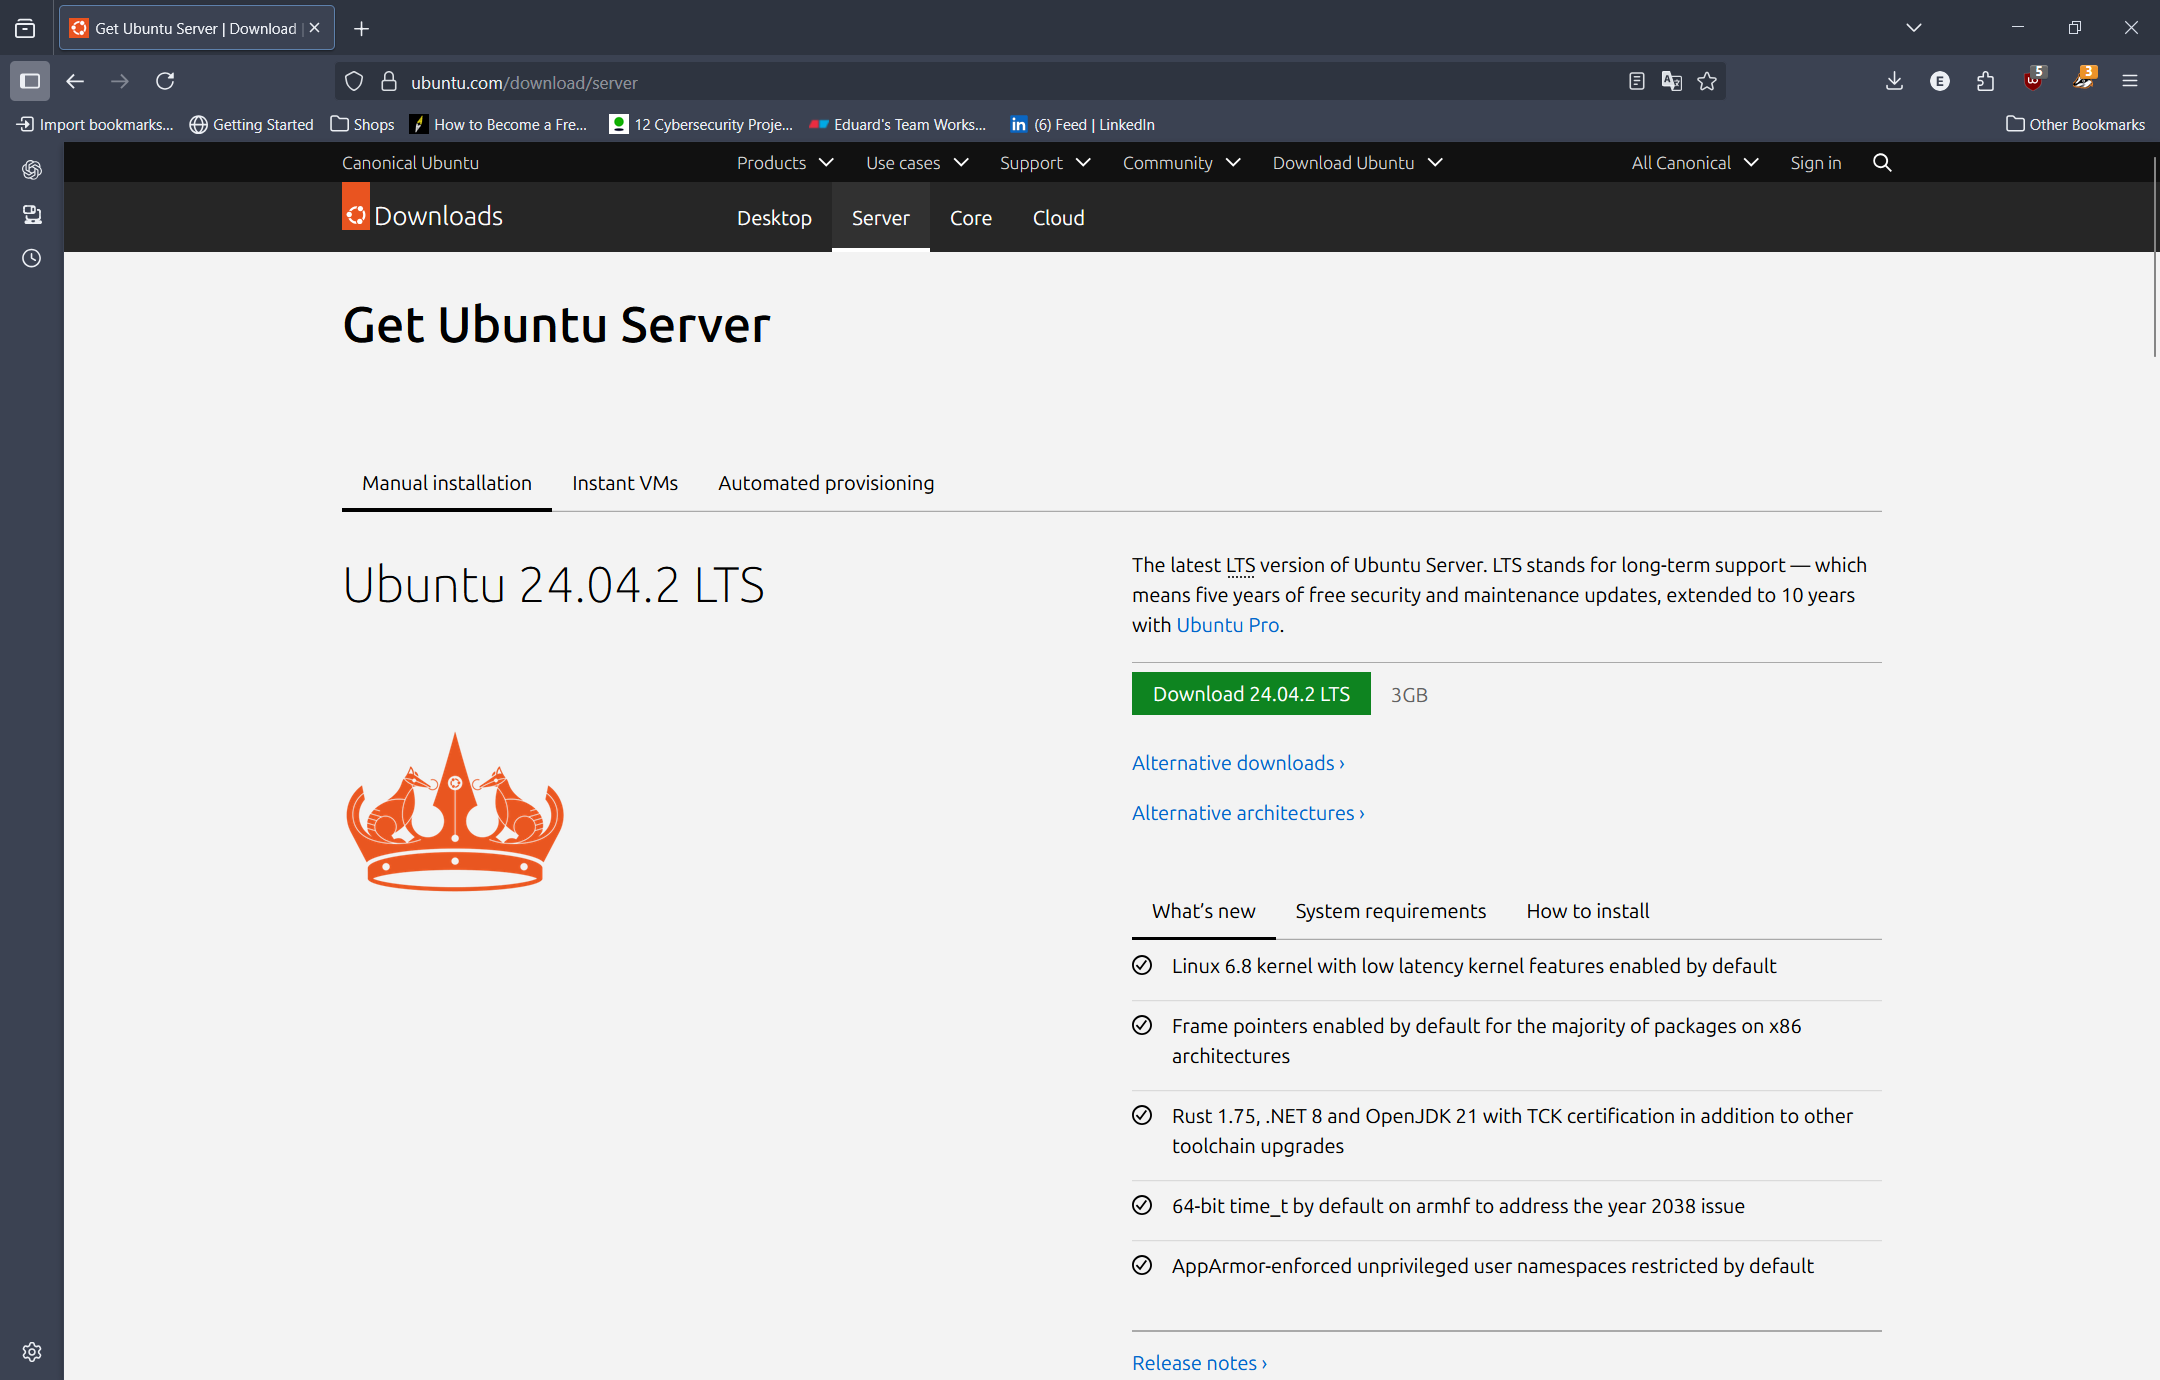 Get Ubuntu Server | Download |
ubuntu.com/download/server
E
5
3
Import bookmarks...
Getting Started
Shops
How to Become a Fre...
12 Cybersecurity Proje...
Eduard's Team Works...
(6) Feed | LinkedIn
Other Bookmarks
Canonical Ubuntu
Products
Use cases
Support
Community
Download Ubuntu
All Canonical
Sign in
Downloads
Desktop
Server
Core
Cloud
Get Ubuntu Server
Manual installation
Instant VMs
Automated provisioning
Ubuntu 24.04.2 LTS
The latest LTS version of Ubuntu Server. LTS stands for long-term support — which
means five years of free security and maintenance updates, extended to 10 years
with Ubuntu Pro.
Download 24.04.2 LTS
3GB
Alternative downloads ›
Alternative architectures ›
What’s new
System requirements
How to install
Linux 6.8 kernel with low latency kernel features enabled by default
Frame pointers enabled by default for the majority of packages on x86
architectures
Rust 1.75, .NET 8 and OpenJDK 21 with TCK certification in addition to other
toolchain upgrades
64-bit time_t by default on armhf to address the year 2038 issue
AppArmor-enforced unprivileged user namespaces restricted by default
Release notes ›